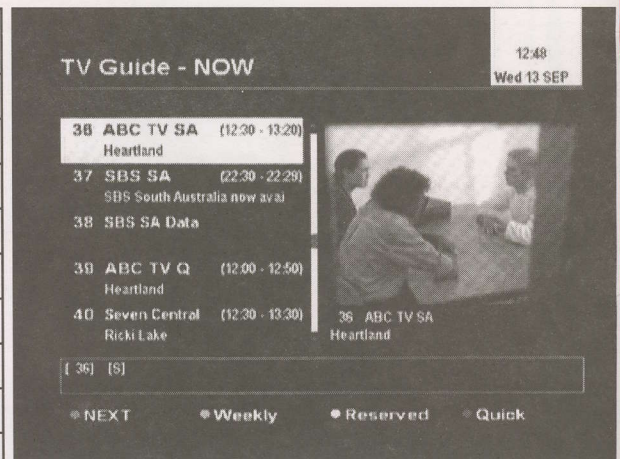 TV Guide - NOW
12:48
Wed 13 SEP
36 ABC TV SA (12:30 - 13:20)
Heartland
37 SBS SA (22:30 - 22:29)
SBS South Australia now avai
38 SBS SA Data
39 ABC TV Q (12:00 - 12:50)
Heartland
40 Seven Central (12:30 - 13:30)
Ricki Lake
36 ABC TV SA
Heartland
[ 36] [S]
NEXT Weekly Reserved Quick